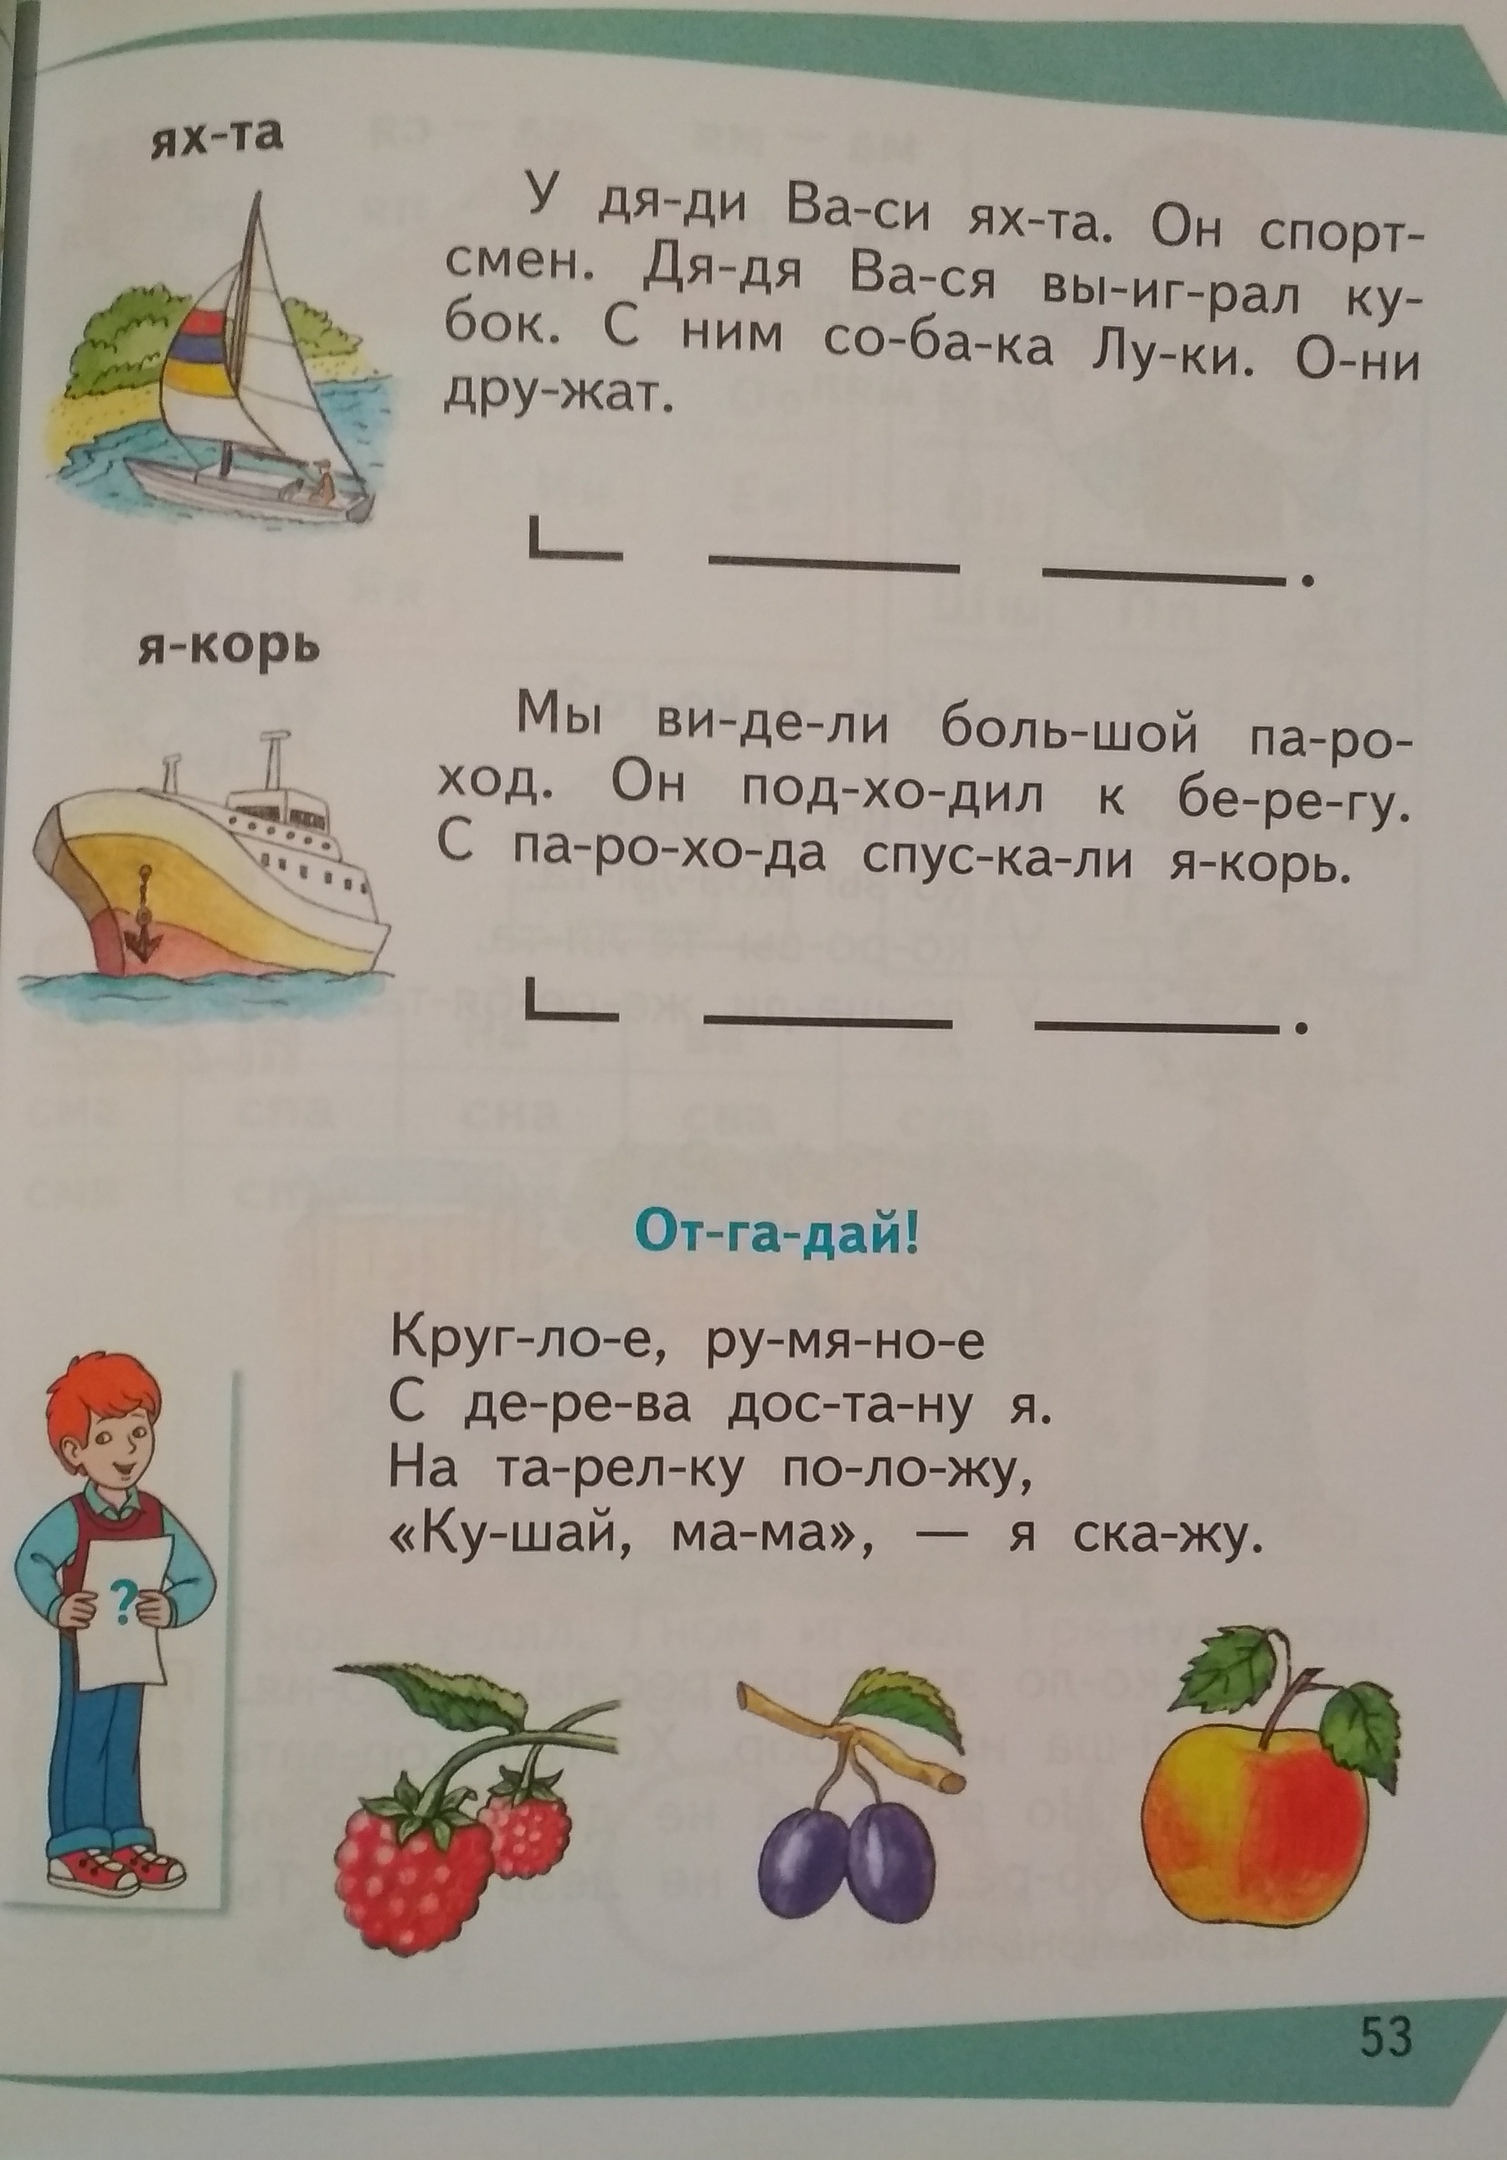 ях-та
У дя-ди Ва-си ях-та. Он спорт-
смен. Дя-дя Ва-ся вы-иг-рал ку-
бок. С ним со-ба-ка Лу-ки. О-ни
дру-жат.
я-корь
Мы ви-де-ли боль-шой па-ро-
ход. Он под-хо-дил к бе-ре-гу.
С па-ро-хо-да спус-ка-ли я-корь.
От-га-дай!
Круг-ло-е, ру-мя-но-е
С де-ре-ва дос-та-ну я.
На та-рел-ку по-ло-жу,
«Ку-шай, ма-ма», — я ска-жу.
?
53